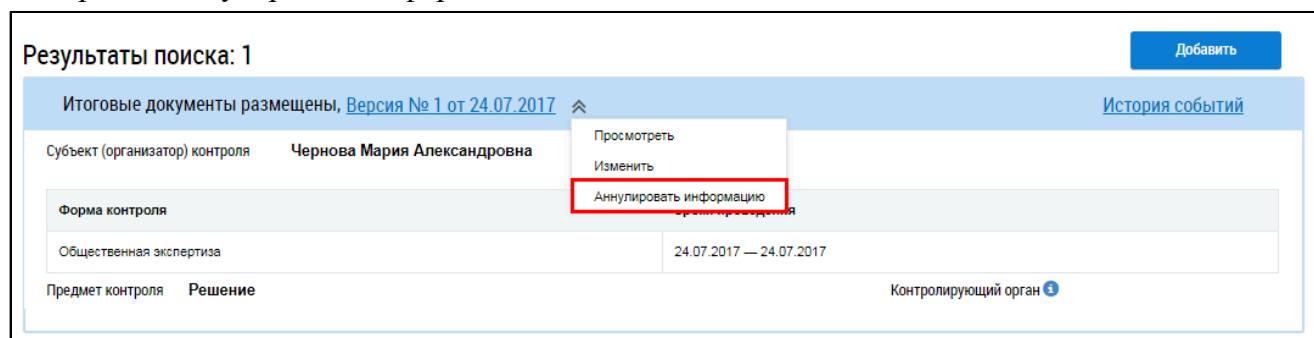 Результаты поиска: 1
Добавить
Итоговые документы размещены, Версия № 1 от 24.07.2017
История событий
Просмотреть
Субъект (организатор) контроля Чернова Мария Александровна
Изменить
Аннулировать информацию
Форма контроля
Общественная экспертиза 24.07.2017 — 24.07.2017
Предмет контроля Решение Контролирующий орган